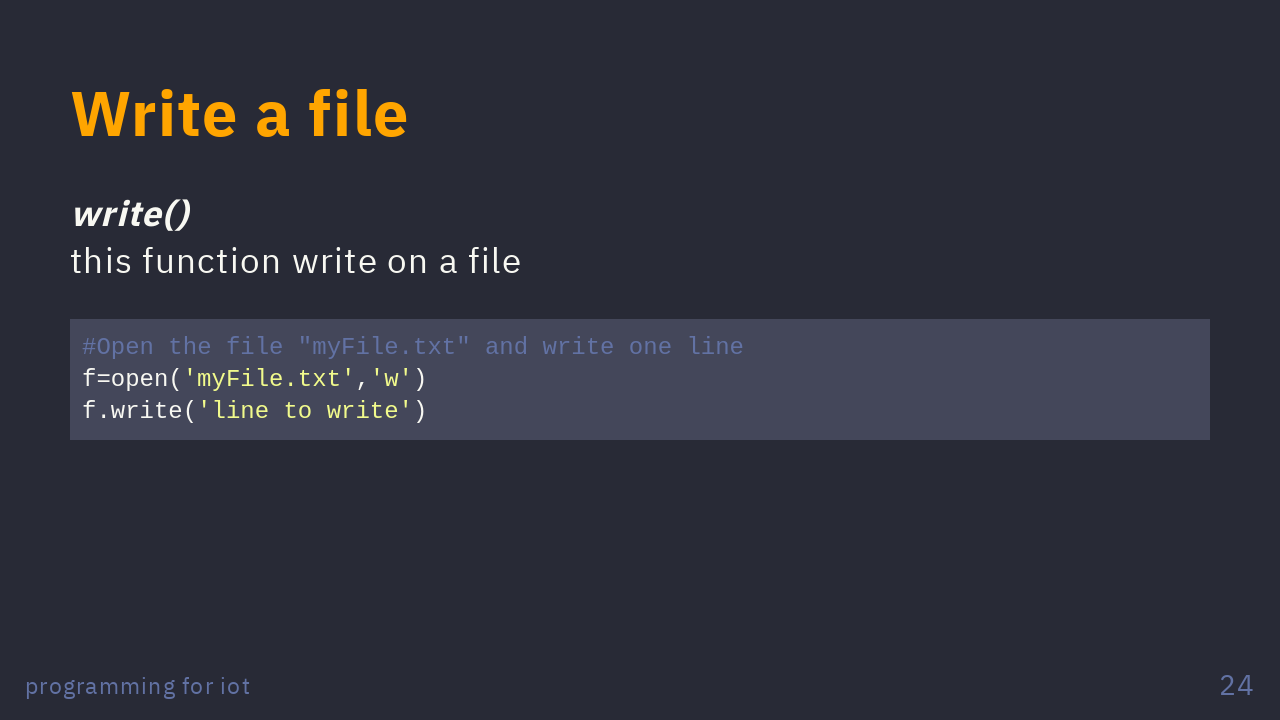 Write a file
write()
this function write on a file
#Open the file "myFile.txt" and write one line
f=open('myFile.txt','w')
f.write('line to write')
programming for iot
24